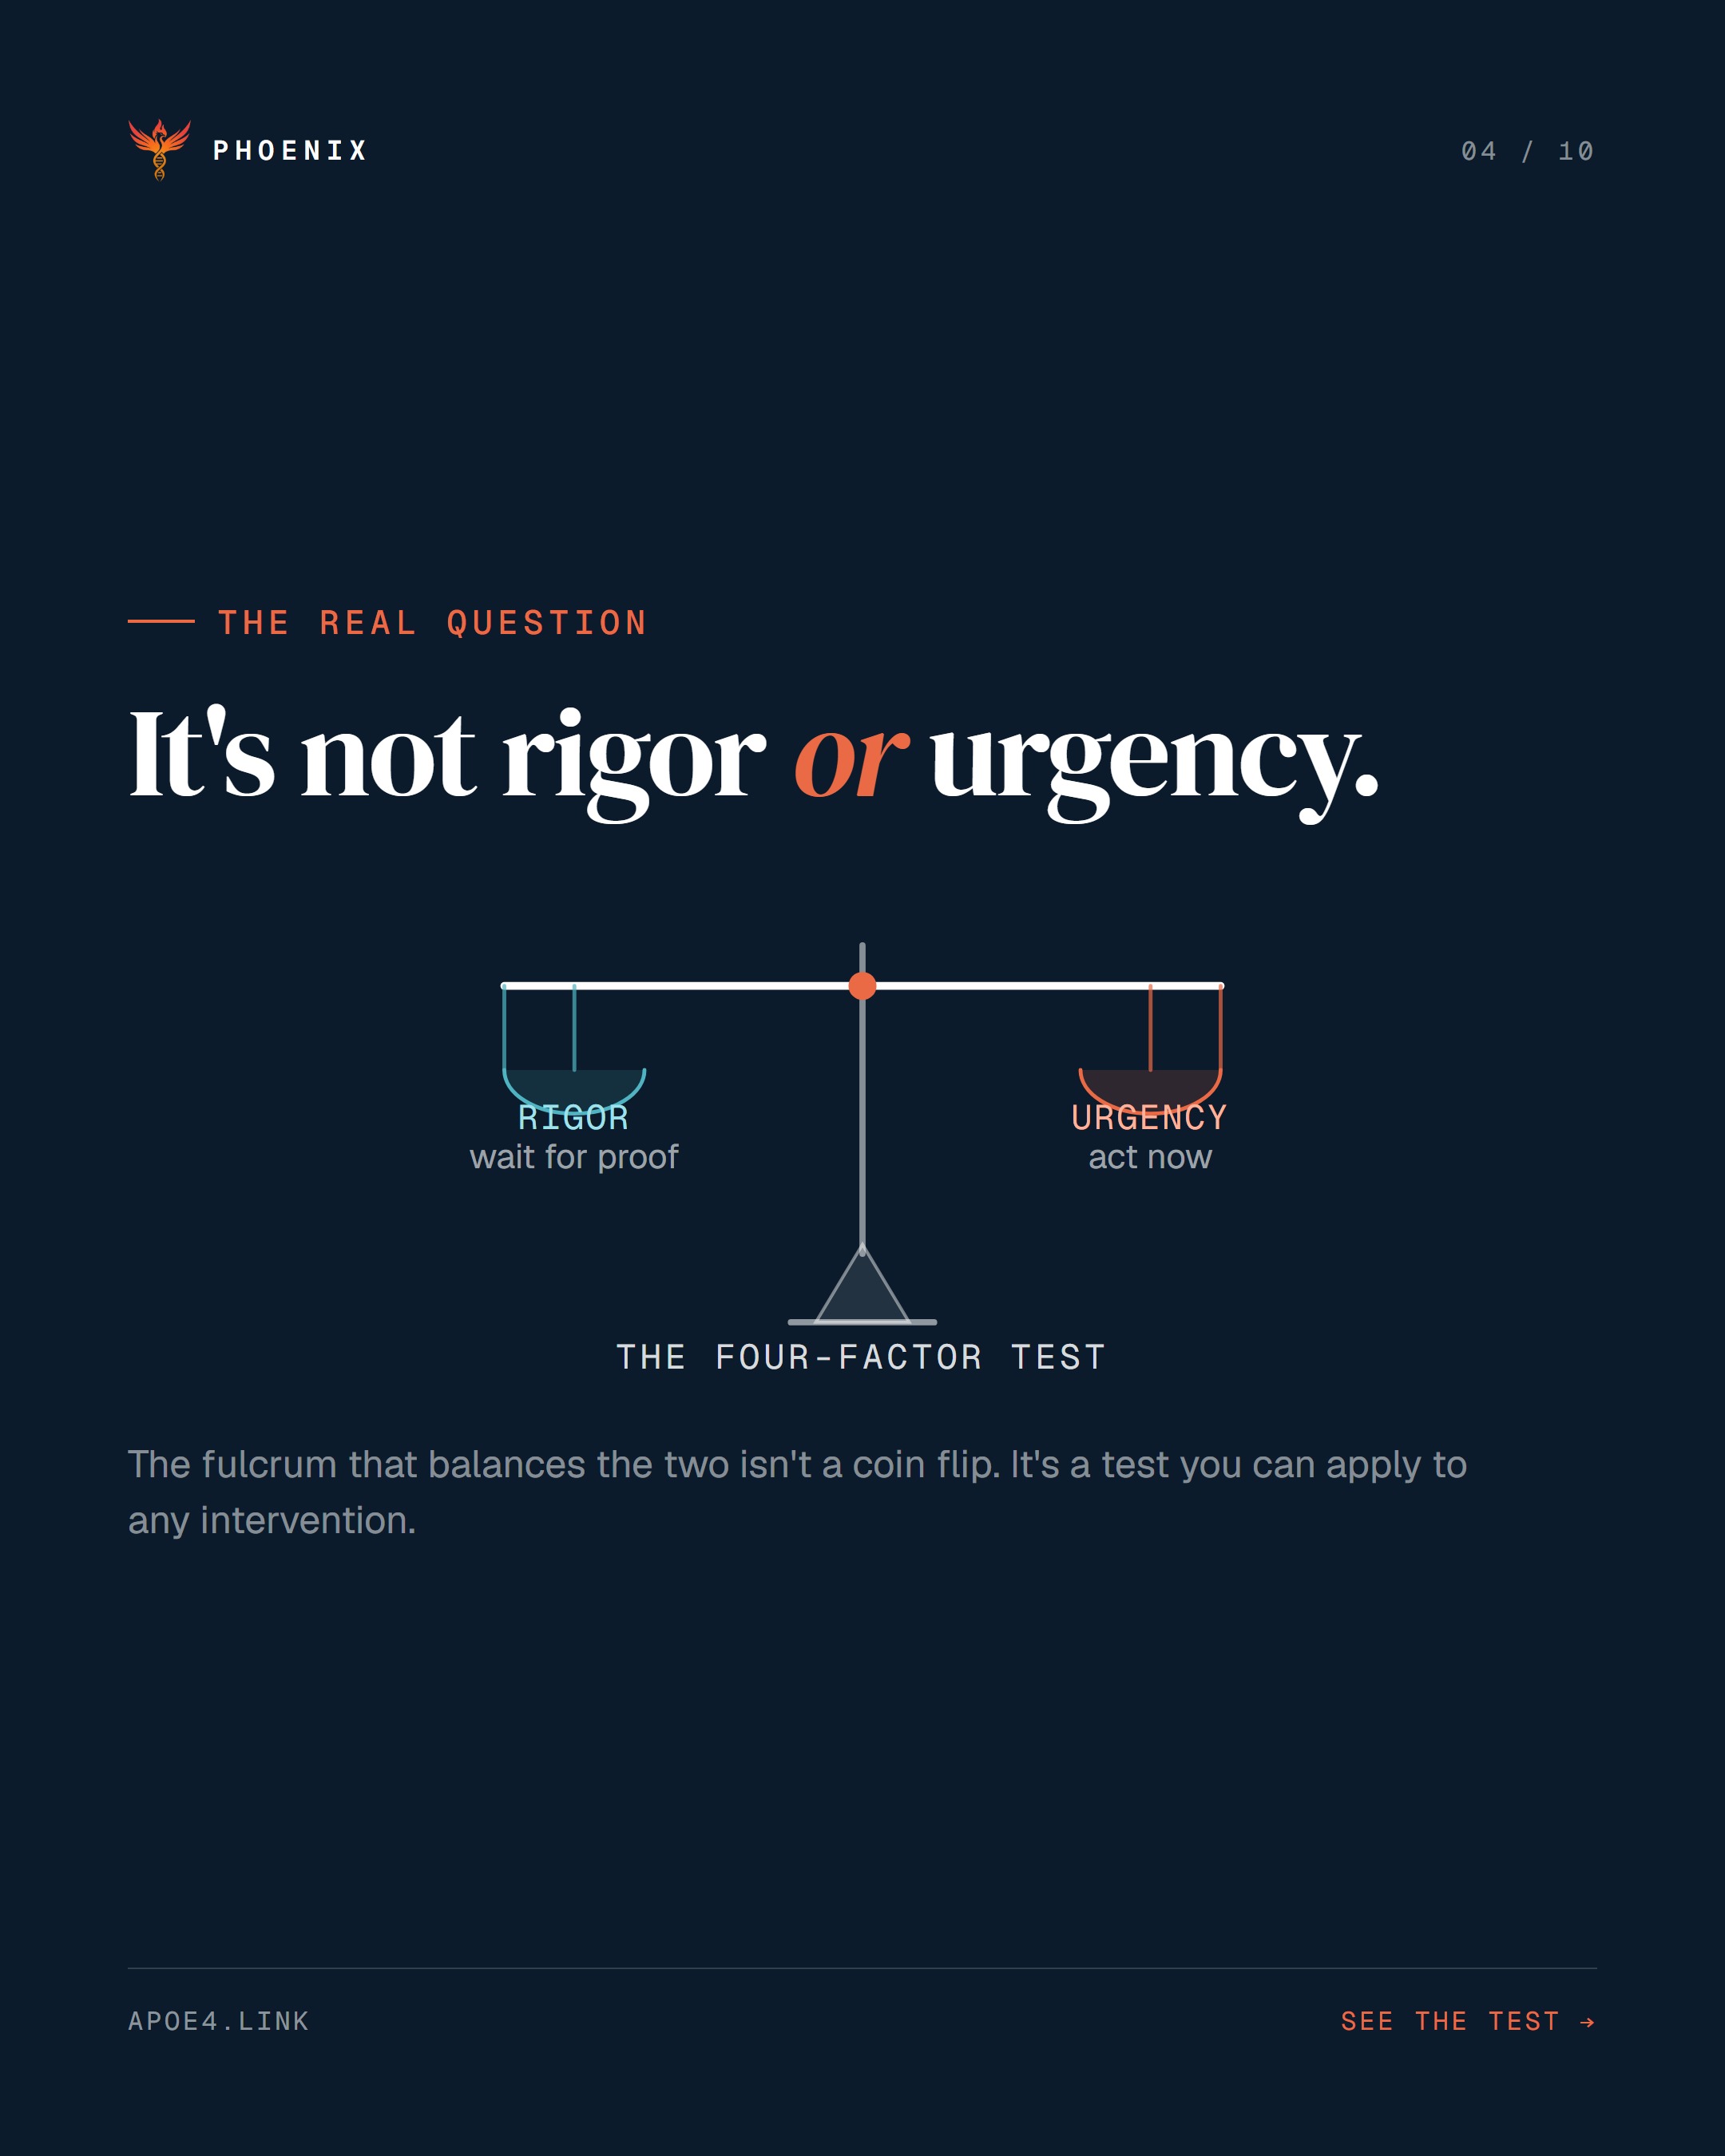 PHOENIX
04 / 10
THE REAL QUESTION
It's not rigor or urgency.
RIGOR
wait for proof
URGENCY
act now
THE FOUR-FACTOR TEST
The fulcrum that balances the two isn't a coin flip. It's a test you can apply to
any intervention.
APOE4.LINK
SEE THE TEST →